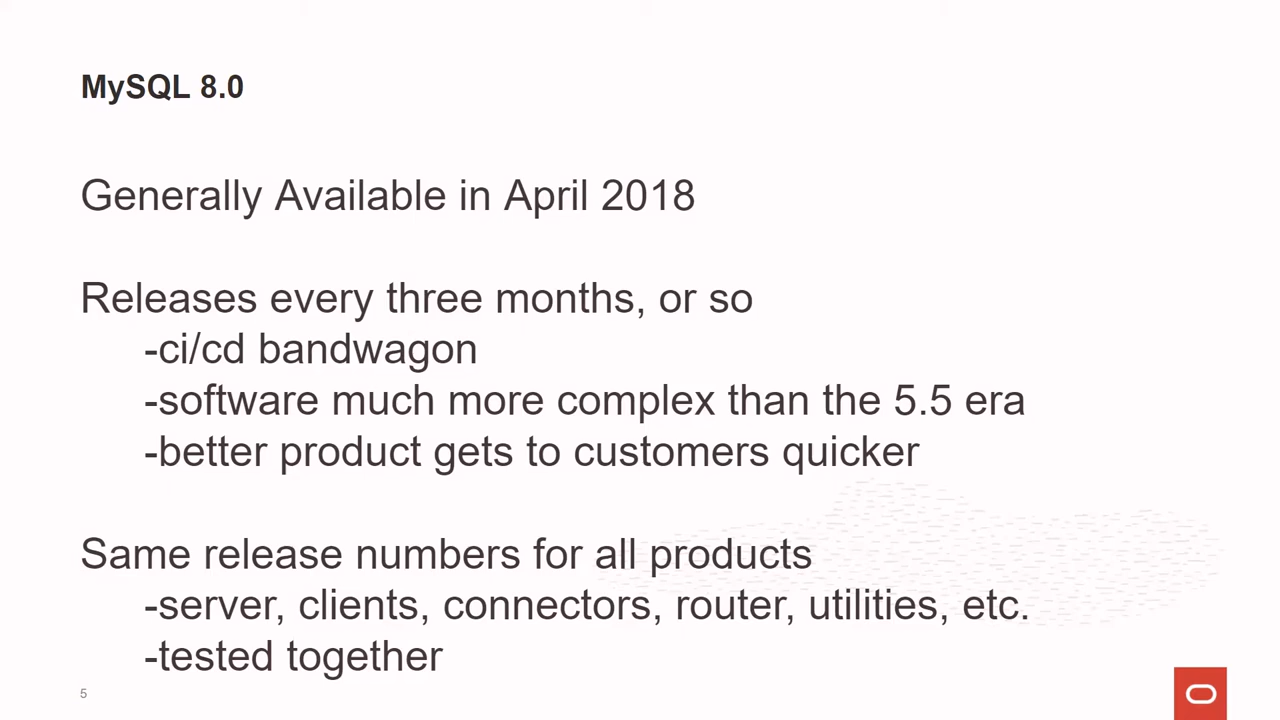 MySQL 8.0
Generally Available in April 2018
Releases every three months, or so
-ci/cd bandwagon
-software much more complex than the 5.5 era
-better product gets to customers quicker
Same release numbers for all products
-server, clients, connectors, router, utilities, etc.
-tested together
5